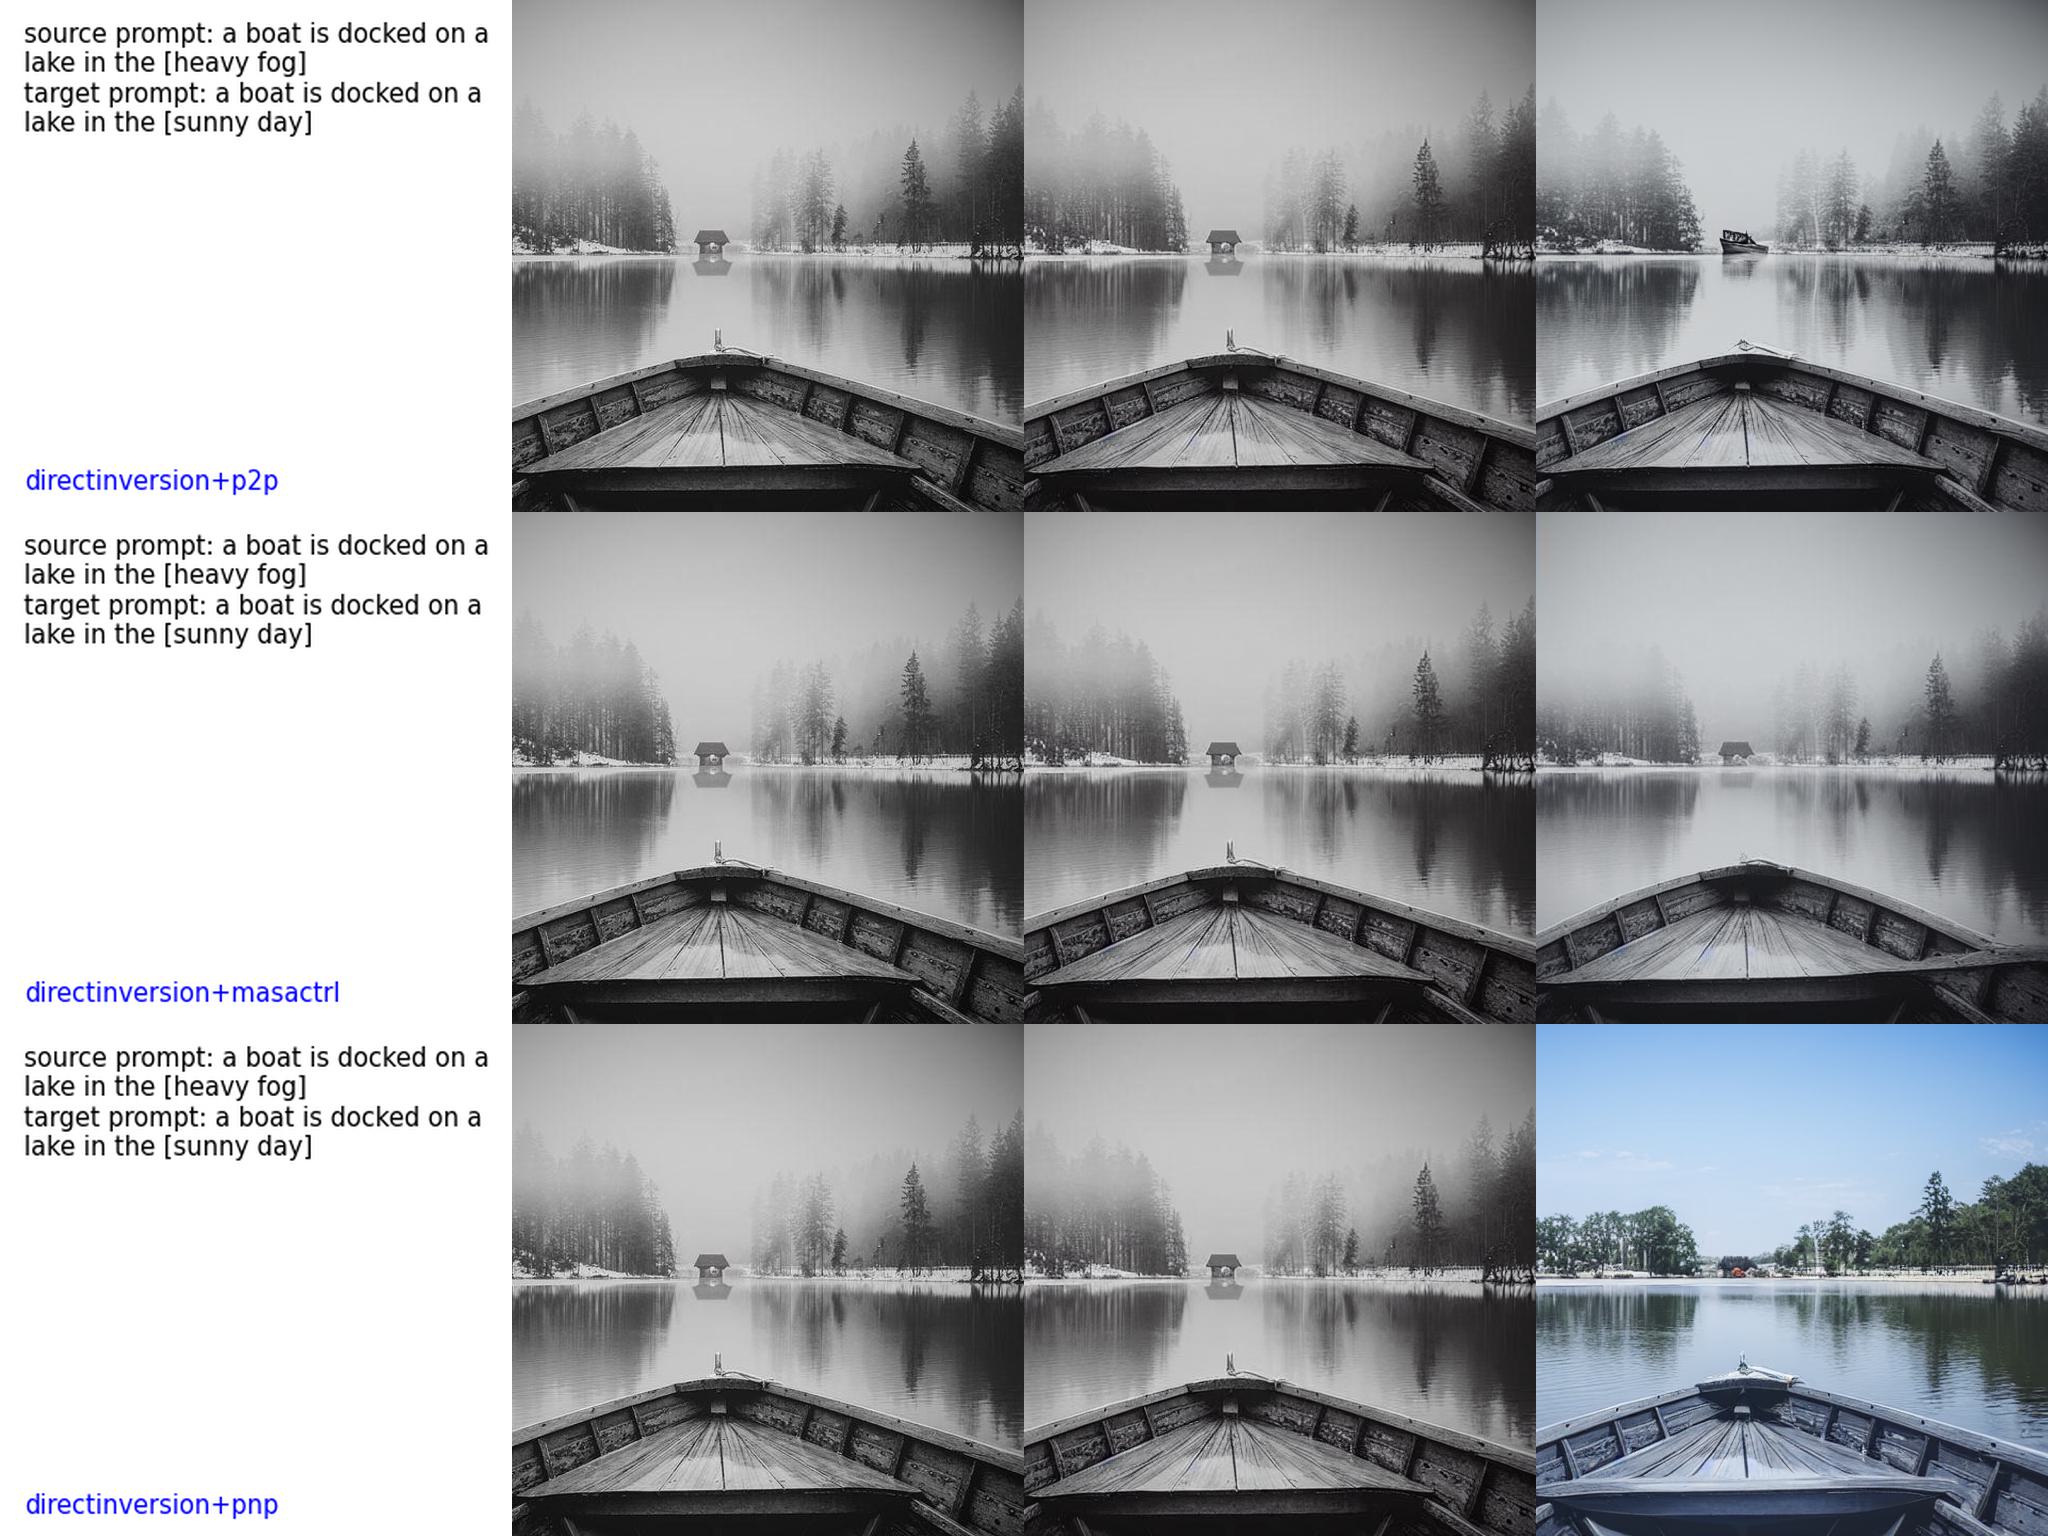 source prompt: a boat is docked on a
lake in the [heavy fog]
target prompt: a boat is docked on a
lake in the [sunny day]
directinversion+p2p
source prompt: a boat is docked on a
lake in the [heavy fog]
target prompt: a boat is docked on a
lake in the [sunny day]
directinversion+masactrl
source prompt: a boat is docked on a
lake in the [heavy fog]
target prompt: a boat is docked on a
lake in the [sunny day]
directinversion+pnp